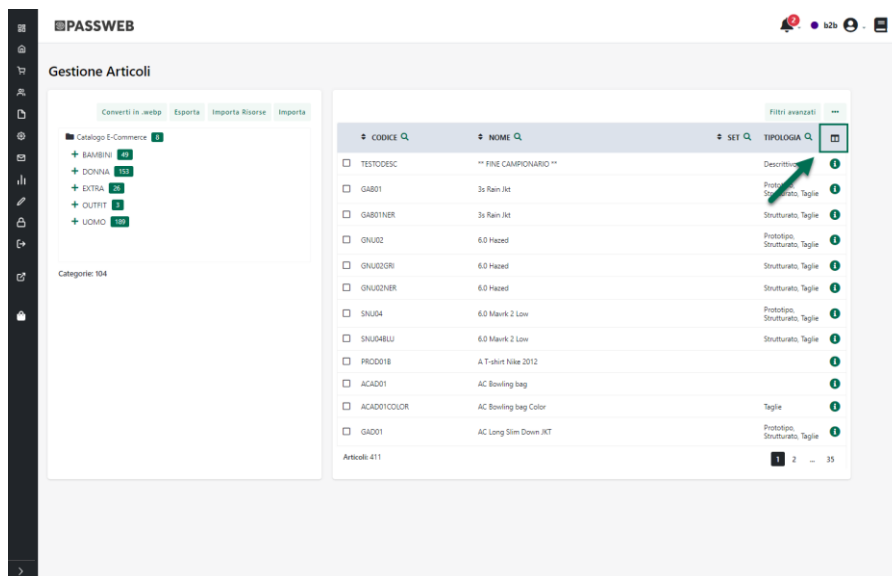 PASSWEB
2
b2b
Gestione Articoli
Converti in .webp Esporta Importa Risorse Importa
Catalogo E-Commerce 8
+ BAMBINI 49
+ DONNA 153
+ EXTRA 26
+ OUTFIT 3
+ UOMO 189
Categorie: 104
Filtri avanzati ...
CODICE NOME SET TIPOLOGIA
TESTODESC ** FINE CAMPIONARIO ** Descrittivo
GAB01 3s Rain Jkt Prototipo,
Strutturato, Taglie
GAB01NER 3s Rain Jkt Strutturato, Taglie
GNU02 6.0 Hazed Prototipo,
Strutturato, Taglie
GNU02GRI 6.0 Hazed Strutturato, Taglie
GNU02NER 6.0 Hazed Strutturato, Taglie
SNU04 6.0 Mavrk 2 Low Prototipo,
Strutturato, Taglie
SNU04BLU 6.0 Mavrk 2 Low Strutturato, Taglie
PROD01B A T-shirt Nike 2012
ACAD01 AC Bowling bag
ACAD01COLOR AC Bowling bag Color Taglie
GAD01 AC Long Slim Down JKT Prototipo,
Strutturato, Taglie
Articoli: 411
1 2 ... 35